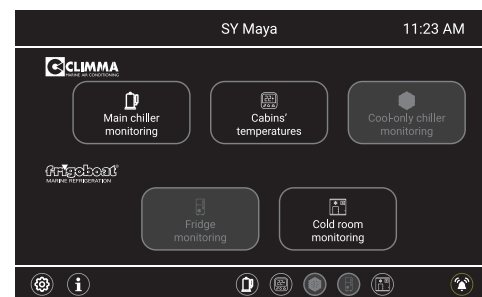 SY Maya
11:23 AM
CLIMMA
MARINE AIR CONDITIONING
Main chiller
monitoring
Cabins'
temperatures
Cool-only chiller
monitoring
frigoboat
MARINE REFRIGERATION
Fridge
monitoring
Cold room
monitoring